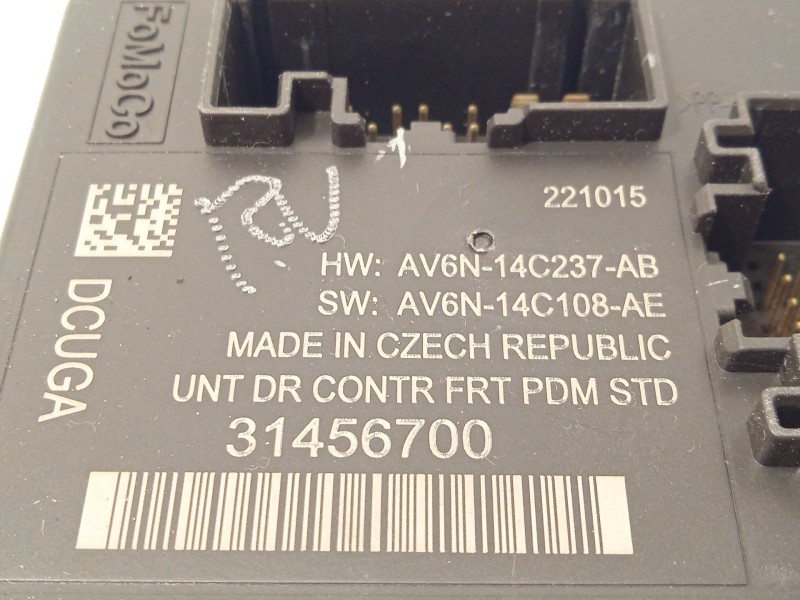 FoMoCo
221015
HW: AV6N-14C237-AB
SW: AV6N-14C108-AE
MADE IN CZECH REPUBLIC
UNT DR CONTR FRT PDM STD
31456700
DCUGA